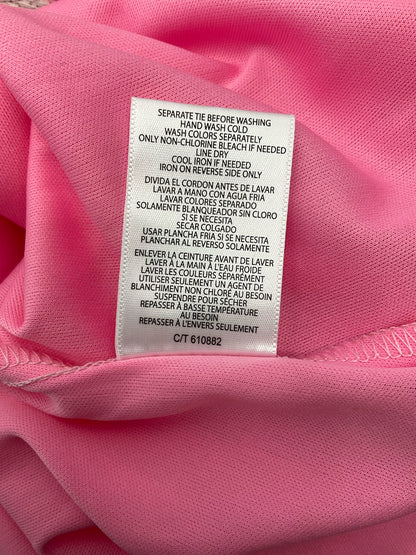 SEPARATE TIE BEFORE WASHING
HAND WASH COLD
WASH COLORS SEPARATELY
ONLY NON-CHLORINE BLEACH IF NEEDED
LINE DRY
COOL IRON IF NEEDED
IRON ON REVERSE SIDE ONLY
DIVIDA EL CORDON ANTES DE LAVAR
LAVAR A MANO CON AGUA FRIA
LAVAR COLORES SEPARADO
SOLAMENTE BLANQUEADOR SIN CLORO
SI SE NECESITA
SECAR COLGADO
USAR PLANCHA FRIA SI SE NECESITA
PLANCHAR AL REVERSO SOLAMENTE
ENLEVER LA CEINTURE AVANT DE LAVER
LAVER À LA MAIN À L'EAU FROIDE
LAVER LES COULEURS SÉPARÉMENT
UTILISER SEULEMENT UN AGENT DE
BLANCHIMENT NON CHLORÉ AU BESOIN
SUSPENDRE POUR SÉCHER
REPASSER À BASSE TEMPÉRATURE
AU BESOIN
REPASSER À L'ENVERS SEULEMENT
C/T 610882